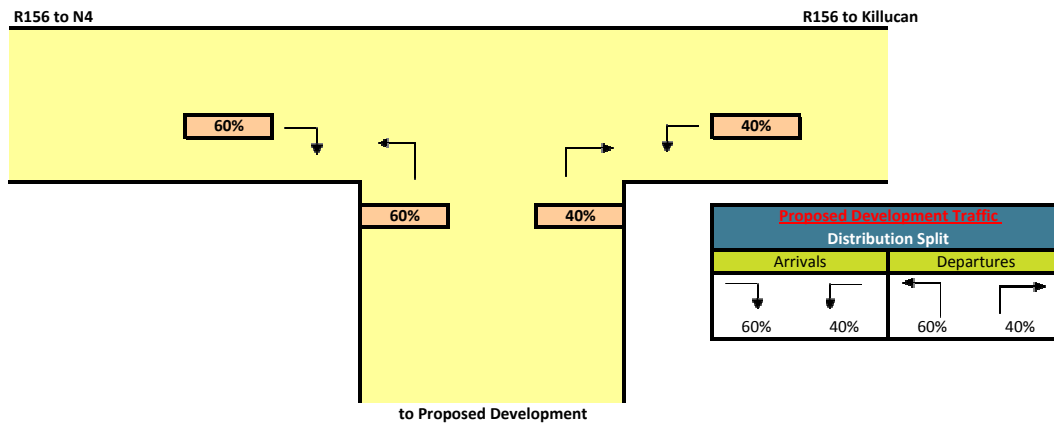 R156 to N4 R156 to Killucan
60% 40%
60% 40%
Proposed Development Traffic
Distribution Split
Arrivals Departures
60% 40% 60% 40%
to Proposed Development